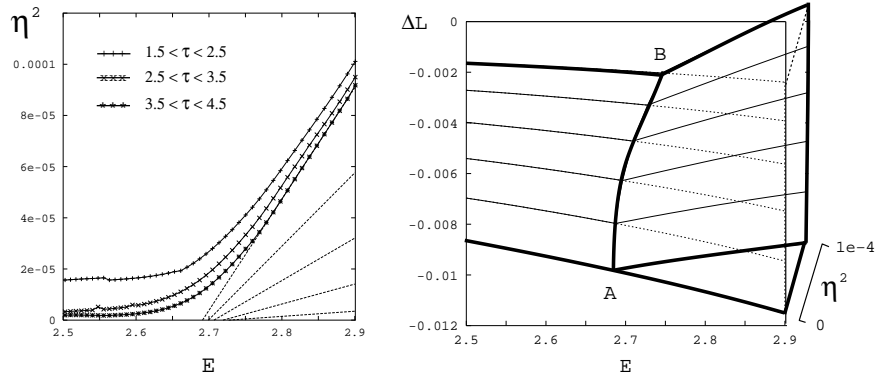 η²
1.5 < τ < 2.5
2.5 < τ < 3.5
3.5 < τ < 4.5
0.0001
8e-05
6e-05
4e-05
2e-05
0
2.5 2.6 2.7 2.8 2.9
E
ΔL
0
-0.002
-0.004
-0.006
-0.008
-0.01
-0.012
B
A
1e-4
η²
0
2.5 2.6 2.7 2.8 2.9
E